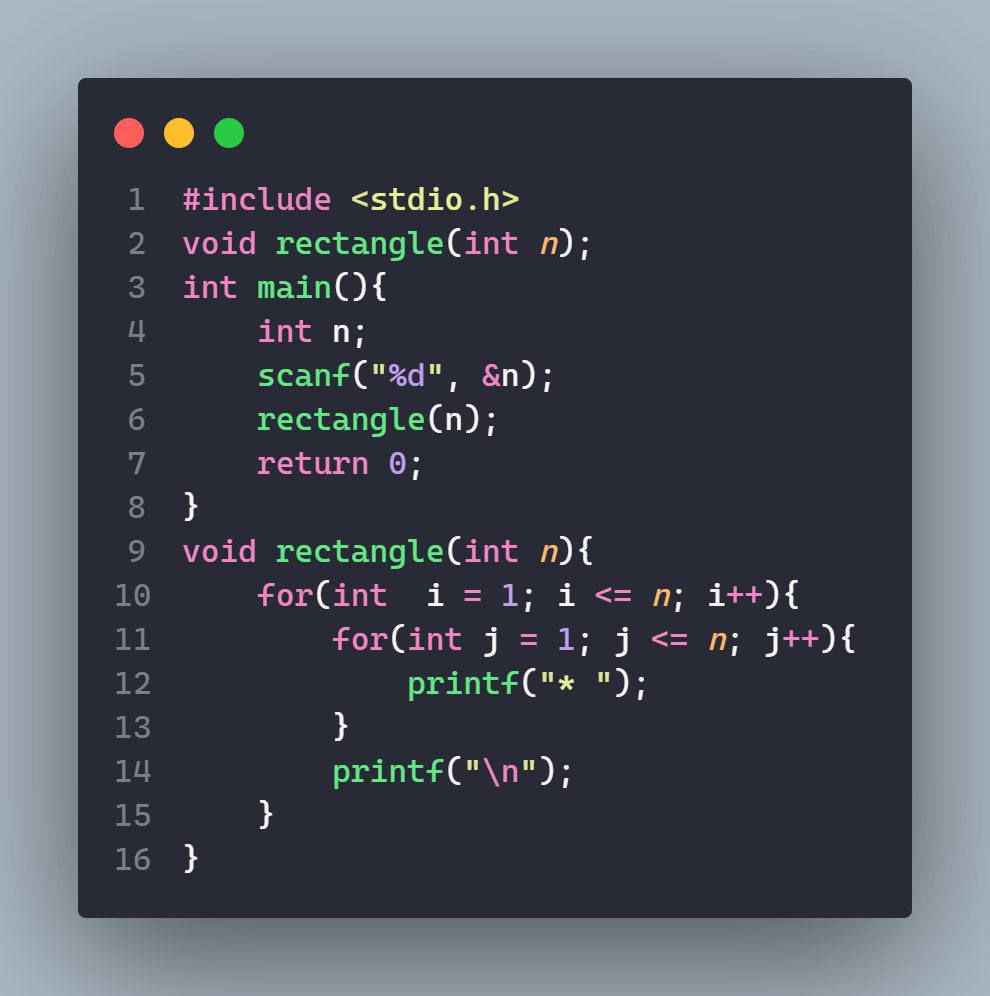 1 #include <stdio.h>
2 void rectangle(int n);
3 int main(){
4     int n;
5     scanf("%d", &n);
6     rectangle(n);
7     return 0;
8 }
9 void rectangle(int n){
10     for(int  i = 1; i <= n; i++){
11         for(int j = 1; j <= n; j++){
12             printf("* ");
13         }
14         printf("\n");
15     }
16 }